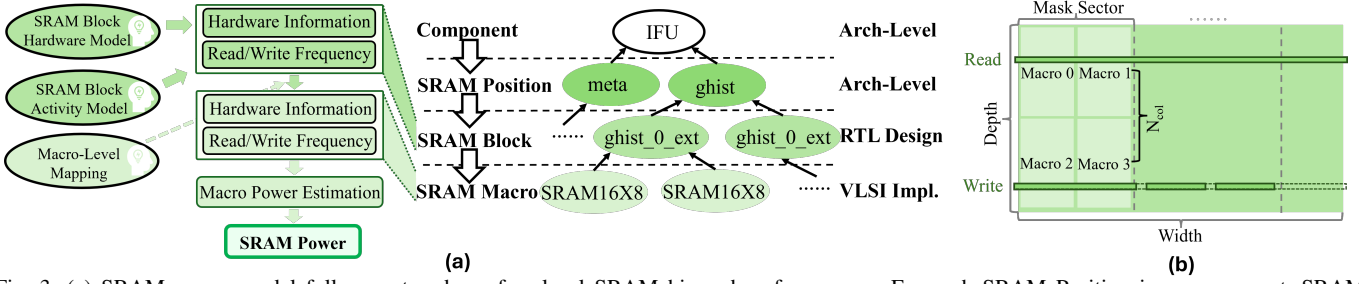 SRAM Block
Hardware Model
SRAM Block
Activity Model
Macro-Level
Mapping
Hardware Information
Read/Write Frequency
Hardware Information
Read/Write Frequency
Macro Power Estimation
SRAM Power
Component
SRAM Position
SRAM Block
SRAM Macro
IFU
meta
ghist
......
ghist_0_ext
ghist_0_ext
SRAM16X8
SRAM16X8
......
Arch-Level
Arch-Level
RTL Design
VLSI Impl.
(a)
Mask Sector
......
Read
Macro 0
Macro 1
Depth
Ncol
Macro 2
Macro 3
Write
Width
(b)